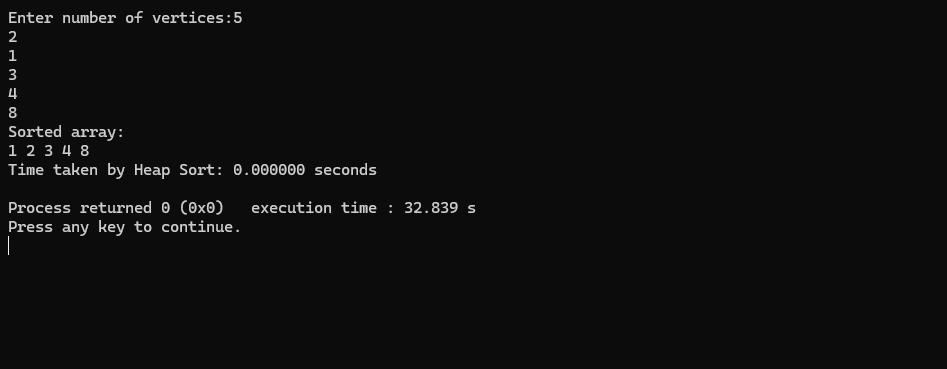 Enter number of vertices:5
2
1
3
4
8
Sorted array:
1 2 3 4 8
Time taken by Heap Sort: 0.000000 seconds
Process returned 0 (0x0)   execution time : 32.839 s
Press any key to continue.